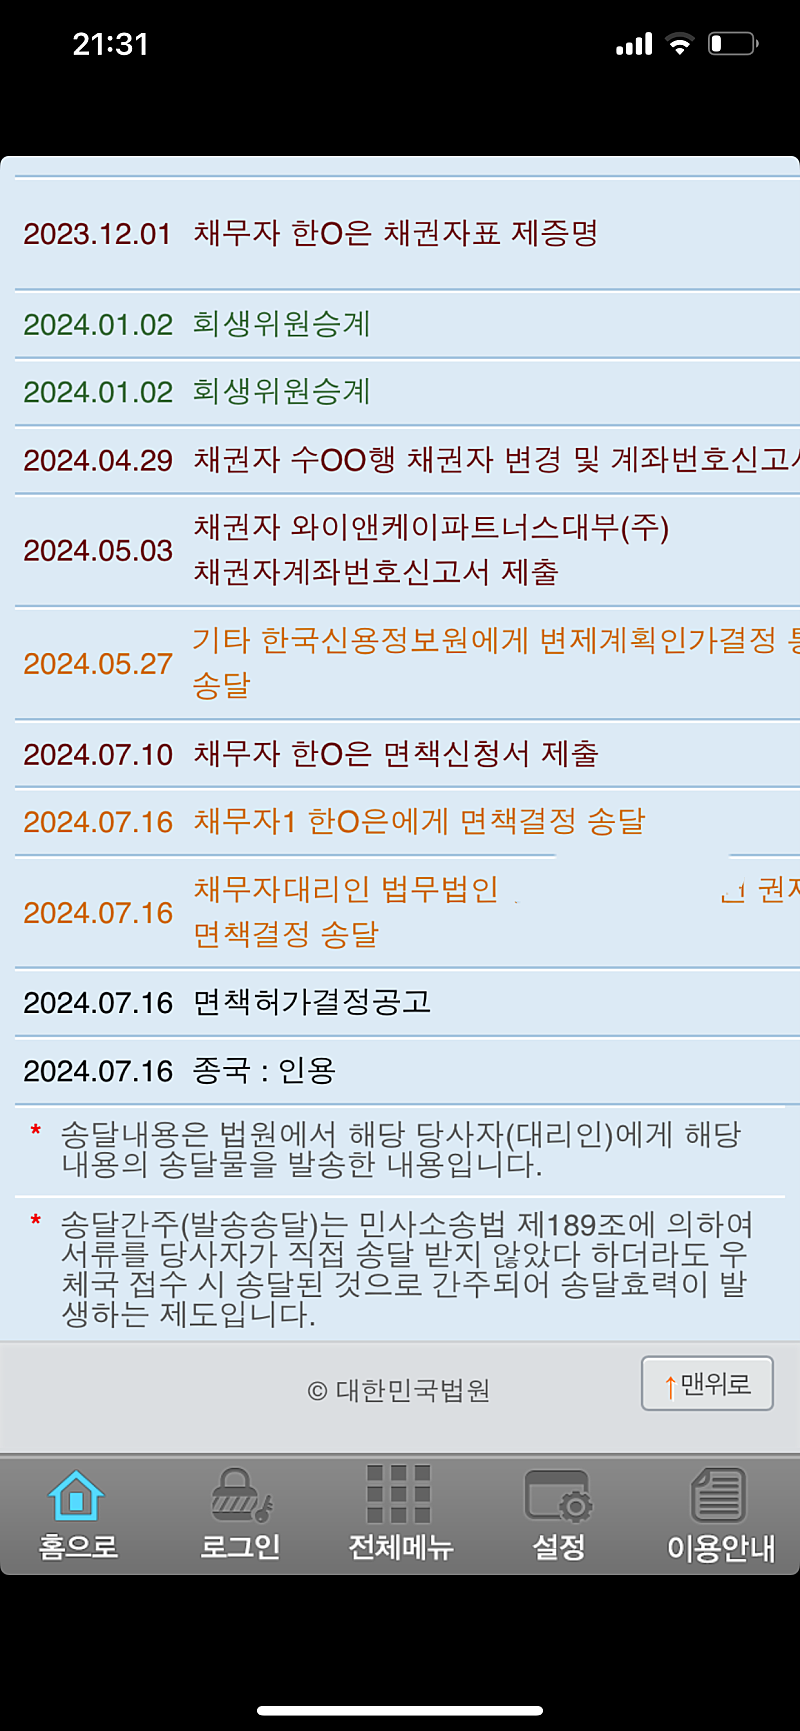 21:31
2023.12.01 채무자 한O은 채권자표 제증명
2024.01.02 회생위원승계
2024.01.02 회생위원승계
2024.04.29 채권자 수OO행 채권자 변경 및 계좌번호신고
2024.05.03 채권자 와이앤케이파트너스대부(주)
채권자계좌번호신고서 제출
2024.05.27 기타 한국신용정보원에게 변제계획인가결정
송달
2024.07.10 채무자 한O은 면책신청서 제출
2024.07.16 채무자1 한O은에게 면책결정 송달
2024.07.16 채무자대리인 법무법인
면책결정 송달
2024.07.16 면책허가결정공고
2024.07.16 종국 : 인용
* 송달내용은 법원에서 해당 당사자(대리인)에게 해당
내용의 송달물을 발송한 내용입니다.
* 송달간주(발송송달)는 민사소송법 제189조에 의하여
서류를 당사자가 직접 송달 받지 않았다 하더라도 우
체국 접수 시 송달된 것으로 간주되어 송달효력이 발
생하는 제도입니다.
© 대한민국법원
↑맨위로
홈으로 로그인 전체메뉴 설정 이용안내